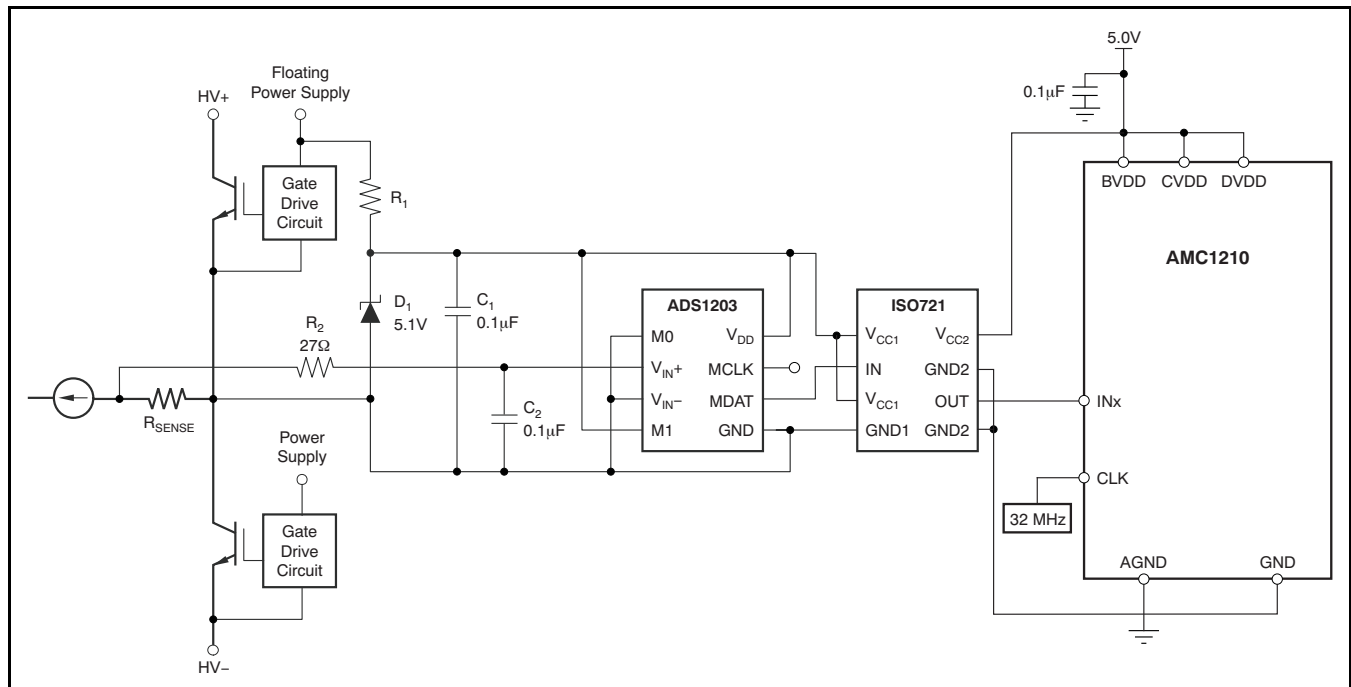 5.0V
0.1μF
Floating
Power Supply
HV+
Gate
Drive
Circuit
R1
BVDD CVDD DVDD
AMC1210
D1
5.1V
C1
0.1μF
ADS1203
M0 VDD
VIN+ MCLK
VIN− MDAT
M1 GND
ISO721
VCC1 VCC2
IN GND2
VCC1 OUT
GND1 GND2
R2
27Ω
RSENSE
C2
0.1μF
INx
CLK
32 MHz
Power
Supply
Gate
Drive
Circuit
AGND GND
HV−